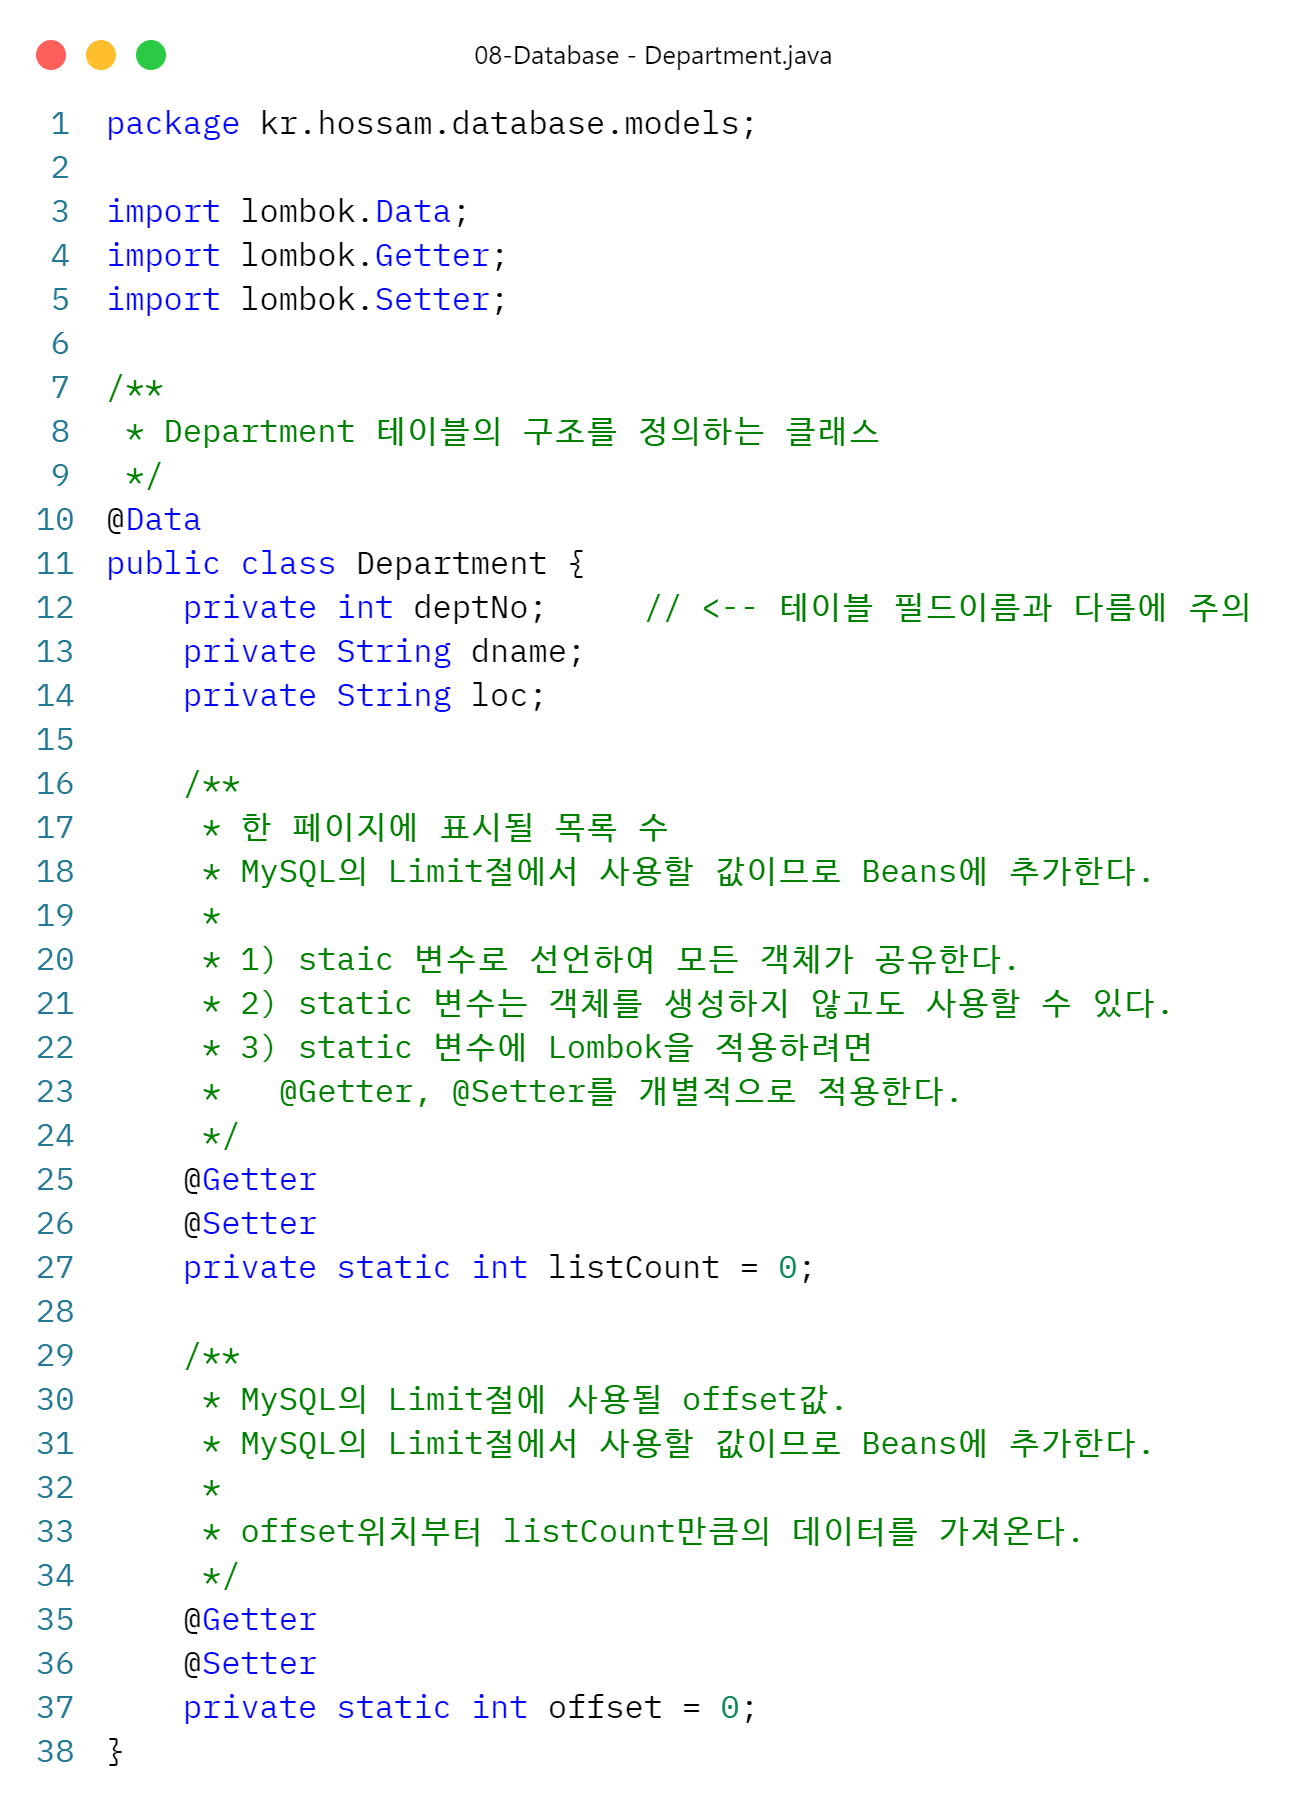 08-Database - Department.java
1 package kr.hossam.database.models;
2
3 import lombok.Data;
4 import lombok.Getter;
5 import lombok.Setter;
6
7 /**
8  * Department 테이블의 구조를 정의하는 클래스
9  */
10 @Data
11 public class Department {
12     private int deptNo;     // <-- 테이블 필드이름과 다름에 주의
13     private String dname;
14     private String loc;
15
16     /**
17      * 한 페이지에 표시될 목록 수
18      * MySQL의 Limit절에서 사용할 값이므로 Beans에 추가한다.
19      *
20      * 1) staic 변수로 선언하여 모든 객체가 공유한다.
21      * 2) static 변수는 객체를 생성하지 않고도 사용할 수 있다.
22      * 3) static 변수에 Lombok을 적용하려면
23      *   @Getter, @Setter를 개별적으로 적용한다.
24      */
25     @Getter
26     @Setter
27     private static int listCount = 0;
28
29     /**
30      * MySQL의 Limit절에 사용될 offset값.
31      * MySQL의 Limit절에서 사용할 값이므로 Beans에 추가한다.
32      *
33      * offset위치부터 listCount만큼의 데이터를 가져온다.
34      */
35     @Getter
36     @Setter
37     private static int offset = 0;
38 }